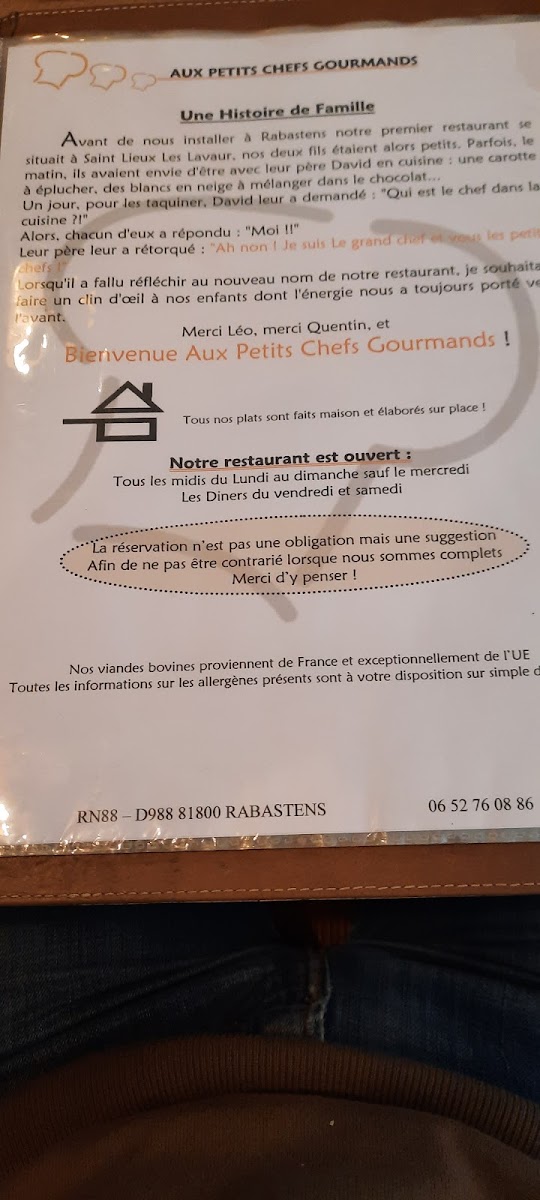 AUX PETITS CHEFS GOURMANDS
Une Histoire de Famille
Avant de nous installer à Rabastens notre premier restaurant se
situait à Saint Lieux Les Lavaur, nos deux fils étaient alors petits. Parfois, le
matin, ils avaient envie d'être avec leur père David en cuisine : une carotte
à éplucher, des blancs en neige à mélanger dans le chocolat...
Un jour, pour les taquiner, David leur a demandé : "Qui est le chef dans la
cuisine ?!"
Alors, chacun d'eux a répondu : "Moi !!"
Leur père leur a rétorqué : "Ah non ! Je suis Le grand chef et vous les petit
chefs !"
Lorsqu'il a fallu réfléchir au nouveau nom de notre restaurant, je souhaita
faire un clin d'œil à nos enfants dont l'énergie nous a toujours porté ve
l'avant.
Merci Léo, merci Quentin, et
Bienvenue Aux Petits Chefs Gourmands !
Tous nos plats sont faits maison et élaborés sur place !
Notre restaurant est ouvert :
Tous les midis du Lundi au dimanche sauf le mercredi
Les Diners du vendredi et samedi
La réservation n'est pas une obligation mais une suggestion
Afin de ne pas être contrarié lorsque nous sommes complets
Merci d'y penser !
Nos viandes bovines proviennent de France et exceptionnellement de l'UE
Toutes les informations sur les allergènes présents sont à votre disposition sur simple d
RN88 – D988 81800 RABASTENS
06 52 76 08 86